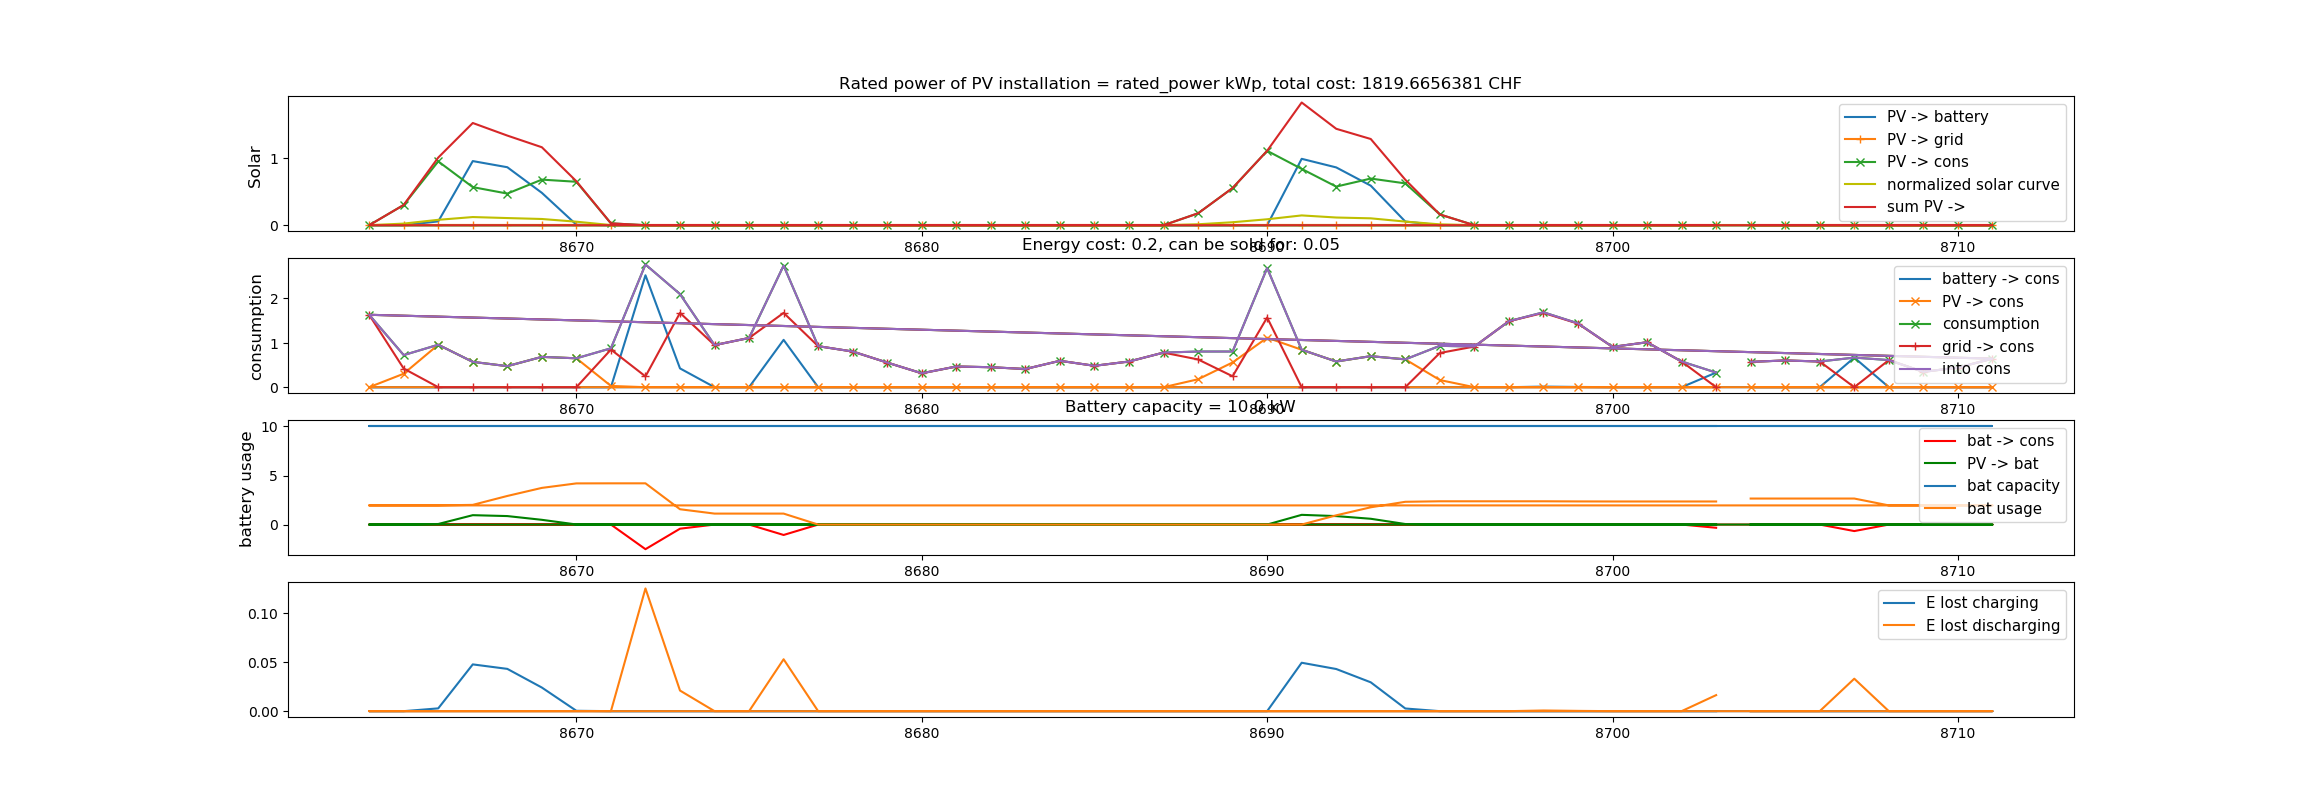 Rated power of PV installation = rated_power kWp, total cost: 1819.6656381 CHF
Solar
1
0
PV -> battery
PV -> grid
PV -> cons
normalized solar curve
sum PV ->
8670
8680
8690
8700
8710
Energy cost: 0.2, can be sold for: 0.05
consumption
2
1
0
battery -> cons
PV -> cons
consumption
grid -> cons
into cons
8670
8680
8690
8700
8710
Battery capacity = 10.0 kW
battery usage
10
5
0
bat -> cons
PV -> bat
bat capacity
bat usage
8670
8680
8690
8700
8710
0.10
0.05
0.00
E lost charging
E lost discharging
8670
8680
8690
8700
8710